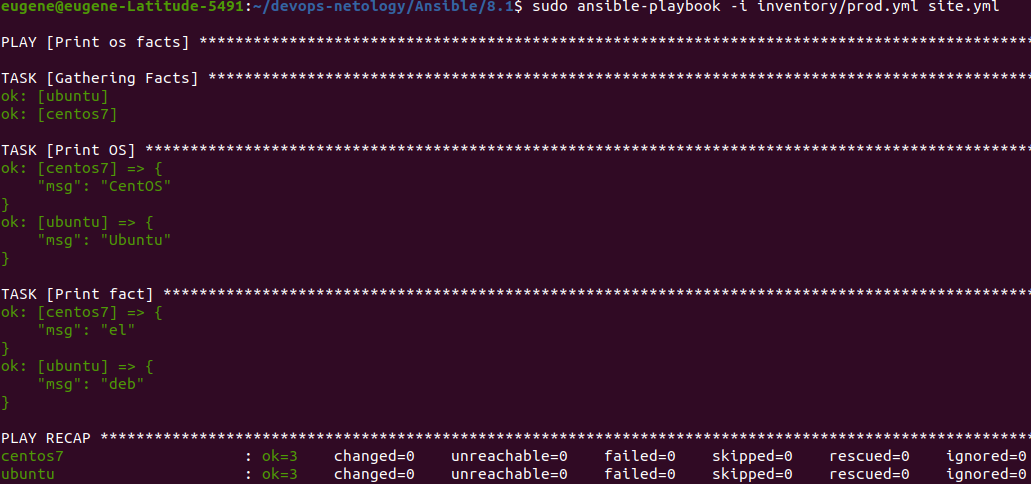 eugene@eugene-Latitude-5491:~/devops-netology/Ansible/8.1$ sudo ansible-playbook -i inventory/prod.yml site.yml
PLAY [Print os facts] ********************************************************************************************
TASK [Gathering Facts] *******************************************************************************************
ok: [ubuntu]
ok: [centos7]
TASK [Print OS] **************************************************************************************************
ok: [centos7] => {
    "msg": "CentOS"
}
ok: [ubuntu] => {
    "msg": "Ubuntu"
}
TASK [Print fact] ************************************************************************************************
ok: [centos7] => {
    "msg": "el"
}
ok: [ubuntu] => {
    "msg": "deb"
}
PLAY RECAP *******************************************************************************************************
centos7                    : ok=3    changed=0    unreachable=0    failed=0    skipped=0    rescued=0    ignored=0
ubuntu                     : ok=3    changed=0    unreachable=0    failed=0    skipped=0    rescued=0    ignored=0